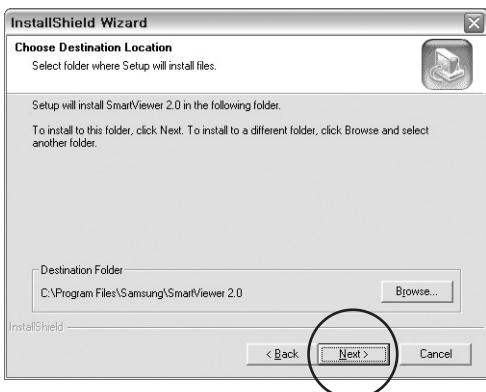 InstallShield Wizard
Choose Destination Location
Select folder where Setup will install files.
Setup will install SmartViewer 2.0 in the following folder.
To install to this folder, click Next. To install to a different folder, click Browse and select
another folder.
Destination Folder
C:\Program Files\Samsung\SmartViewer 2.0
Browse...
InstallShield
< Back
Next >
Cancel